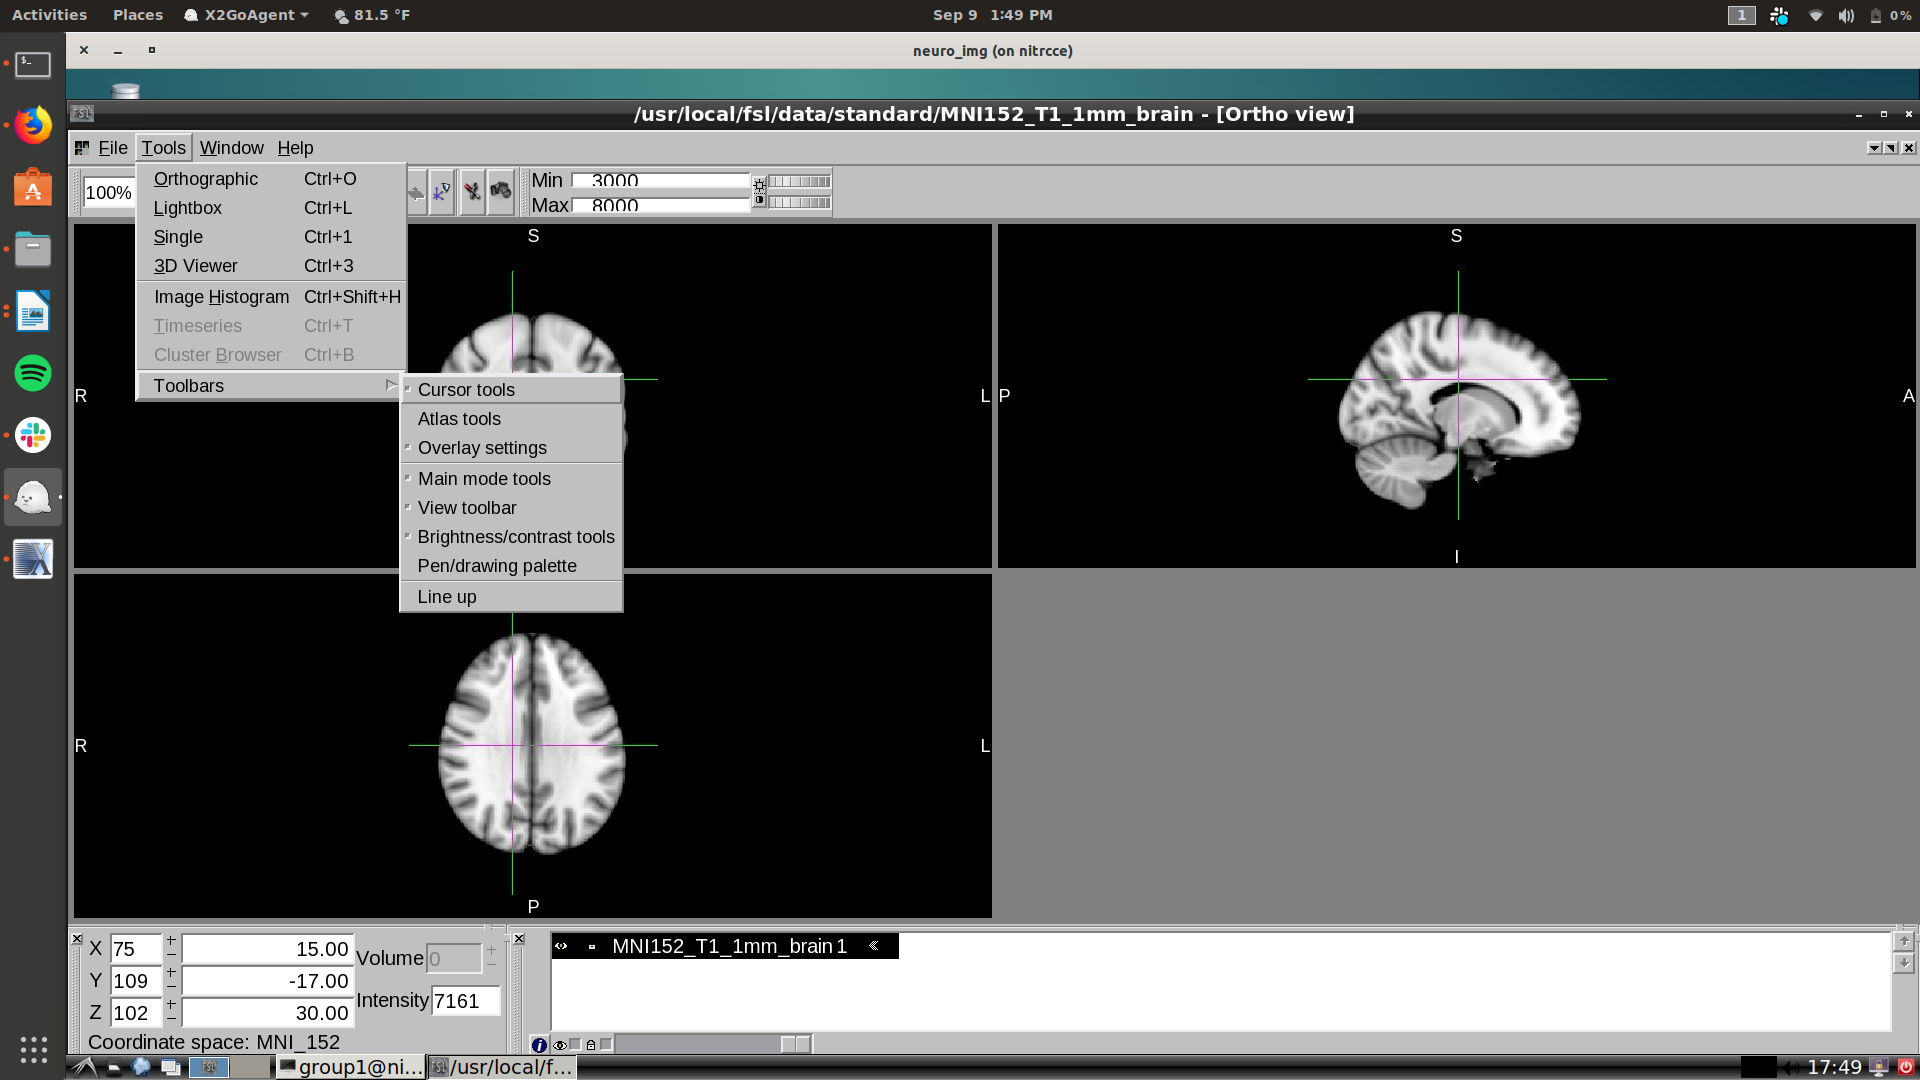 Activities Places X2GoAgent 81.5 °F Sep 9 1:49 PM 1 0%
neuro_img (on nitrcce)
/usr/local/fsl/data/standard/MNI152_T1_1mm_brain - [Ortho view]
File Tools Window Help
100%
Min 3000
Max 8000
Orthographic Ctrl+O
Lightbox Ctrl+L
Single Ctrl+1
3D Viewer Ctrl+3
Image Histogram Ctrl+Shift+H
Timeseries Ctrl+T
Cluster Browser Ctrl+B
Toolbars
Cursor tools
Atlas tools
Overlay settings
Main mode tools
View toolbar
Brightness/contrast tools
Pen/drawing palette
Line up
S
R L
S
P A
I
R L
P
X 75 15.00
Y 109 -17.00
Z 102 30.00
Volume 0
Intensity 7161
Coordinate space: MNI_152
MNI152_T1_1mm_brain 1
group1@ni... /usr/local/f... 17:49